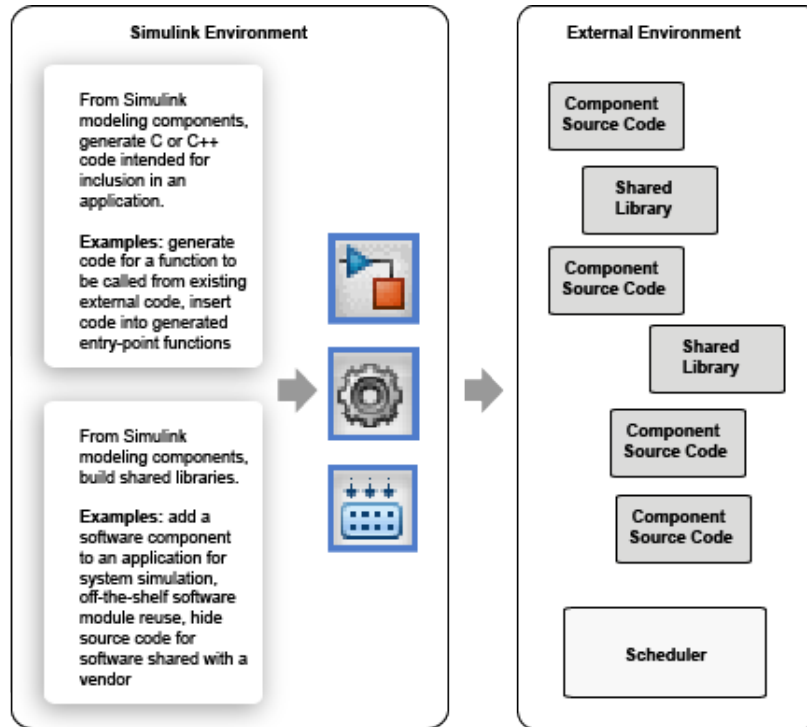 Simulink Environment
From Simulink
modeling components,
generate C or C++
code intended for
inclusion in an
application.
Examples: generate
code for a function to
be called from existing
external code, insert
code into generated
entry-point functions
From Simulink
modeling components,
build shared libraries.
Examples: add a
software component
to an application for
system simulation,
off-the-shelf software
module reuse, hide
source code for
software shared with a
vendor
External Environment
Component
Source Code
Shared
Library
Component
Source Code
Shared
Library
Component
Source Code
Component
Source Code
Scheduler